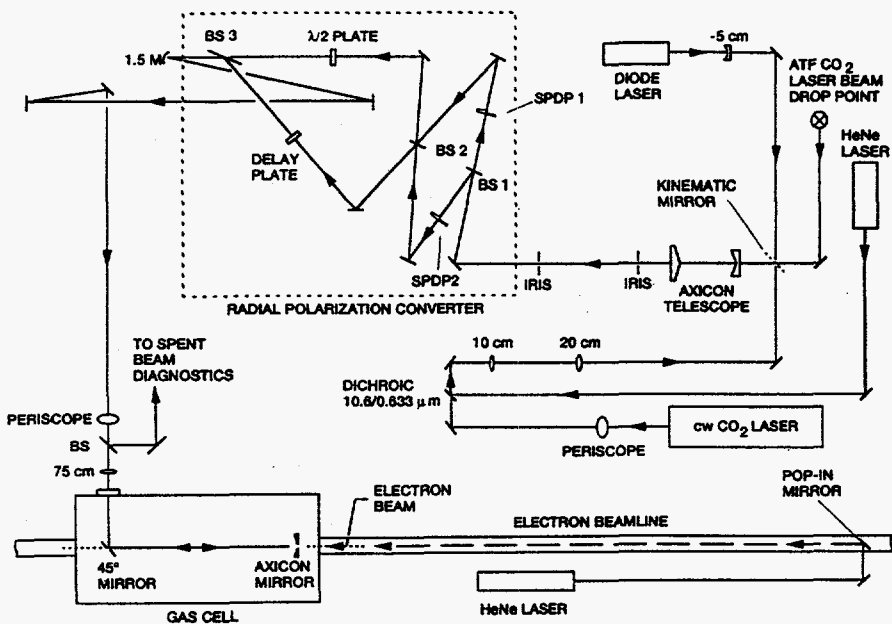 BS 3
λ/2 PLATE
1.5 M
-5 cm
DIODE
LASER
ATF CO2
LASER BEAM
DROP POINT
HeNe
LASER
SPDP 1
BS 2
BS 1
DELAY
PLATE
KINEMATIC
MIRROR
SPDP2
IRIS
IRIS
AXICON
TELESCOPE
RADIAL POLARIZATION CONVERTER
TO SPENT
BEAM
DIAGNOSTICS
10 cm
20 cm
DICHROIC
10.6/0.633 μm
PERISCOPE
BS
cw CO2 LASER
PERISCOPE
75 cm
ELECTRON
BEAM
POP-IN
MIRROR
ELECTRON BEAMLINE
45° MIRROR
AXICON
MIRROR
HeNe LASER
GAS CELL